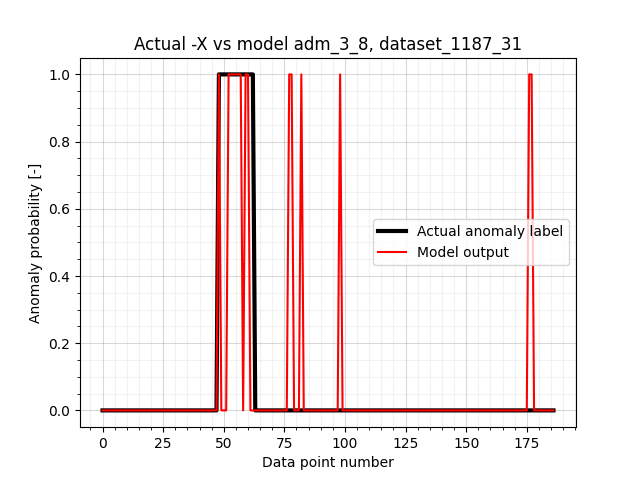 Actual -X vs model adm_3_8, dataset_1187_31
1.0
0.8
0.6
0.4
0.2
0.0
Anomaly probability [-]
Actual anomaly label
Model output
0 25 50 75 100 125 150 175
Data point number